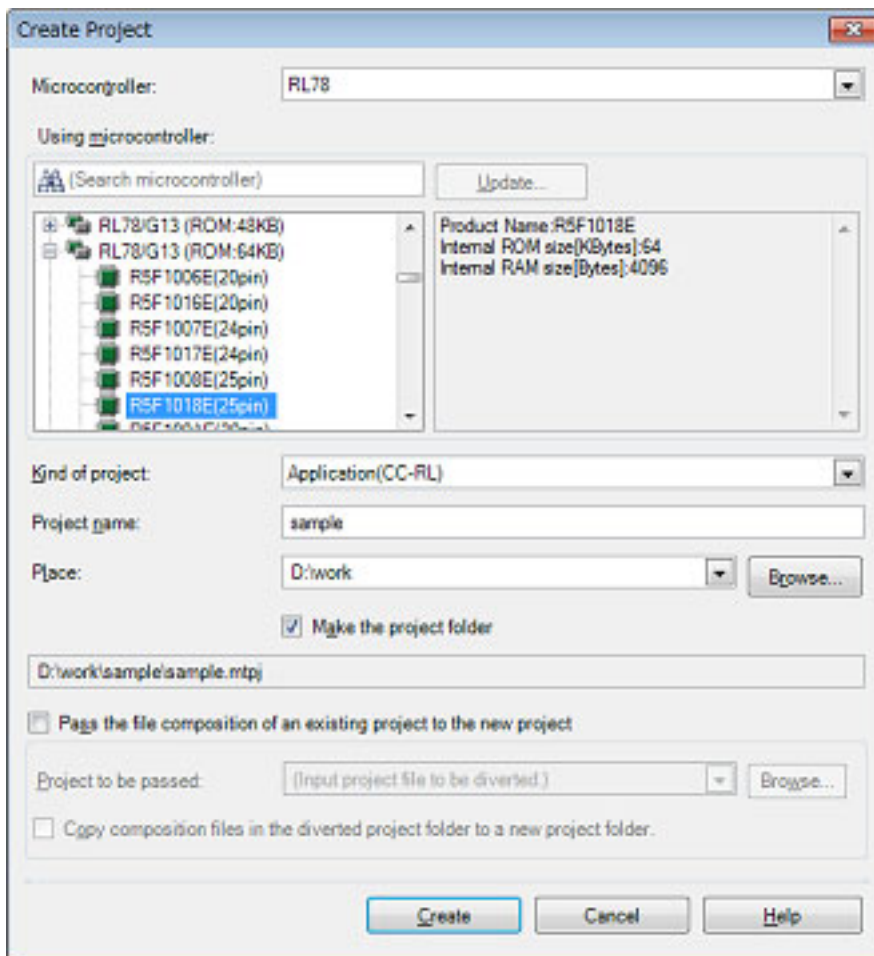 Create Project
Microcontroller: RL78
Using microcontroller:
(Search microcontroller) Update...
RL78/G13 (ROM:48KB)
RL78/G13 (ROM:64KB)
R5F1006E(20pin)
R5F1016E(20pin)
R5F1007E(24pin)
R5F1017E(24pin)
R5F1008E(25pin)
R5F1018E(25pin)
Product Name:R5F1018E
Internal ROM size[KBytes]:64
Internal RAM size[Bytes]:4096
Kind of project: Application(CC-RL)
Project name: sample
Place: D:\work Browse...
Make the project folder
D:\work\sample\sample.mtpj
Pass the file composition of an existing project to the new project
Project to be passed: (Input project file to be diverted.) Browse...
Copy composition files in the diverted project folder to a new project folder.
Create Cancel Help